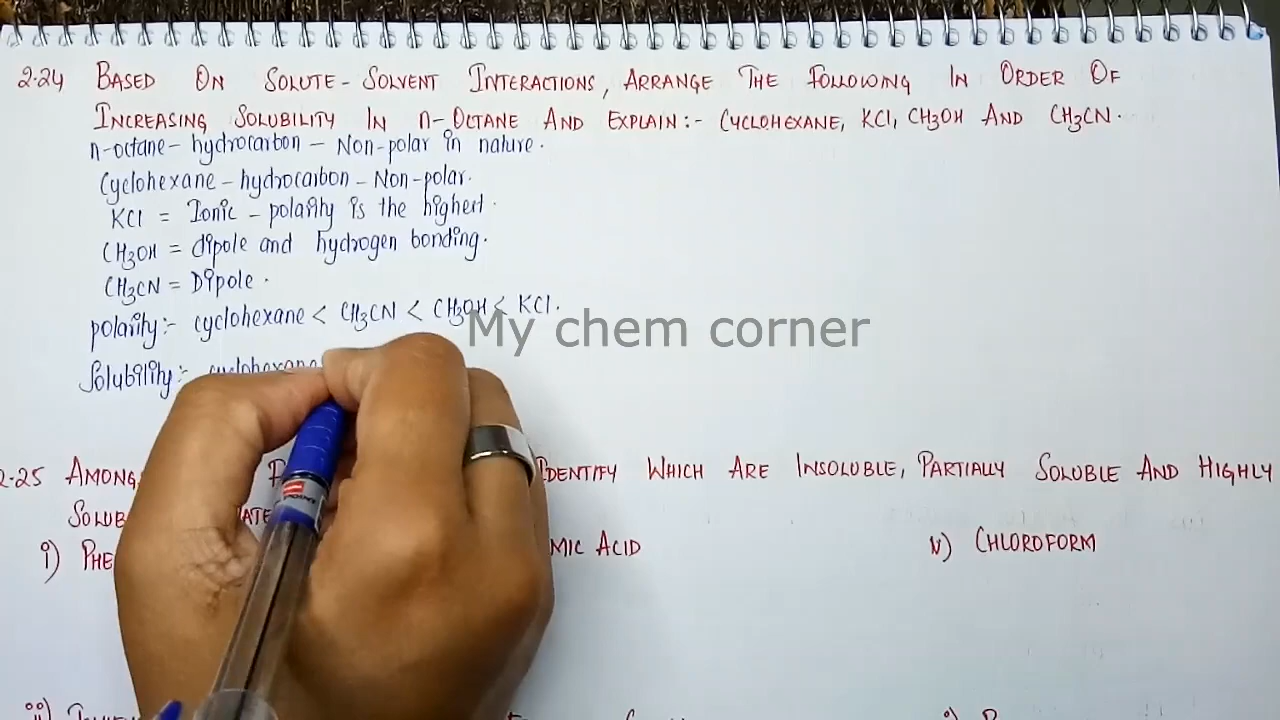 2.24 BASED ON SOLUTE-SOLVENT INTERACTIONS, ARRANGE THE FOLLOWING IN ORDER OF
INCREASING SOLUBILITY IN n-OCTANE AND EXPLAIN:- CYCLOHEXANE, KCl, CH3OH AND CH3CN.
n-octane - hydrocarbon - Non-polar in nature.
Cyclohexane - hydrocarbon - Non-polar.
KCl = Ionic - polarity is the highest.
CH3OH = dipole and hydrogen bonding.
CH3CN = Dipole.
polarity:- cyclohexane < CH3CN < CH3OH < KCl.
My chem corner
Solubility:- cyclohexane
2.25 AMONG IDENTIFY WHICH ARE INSOLUBLE, PARTIALLY SOLUBLE AND HIGHLY
i) ACID v) CHLOROFORM
ii)